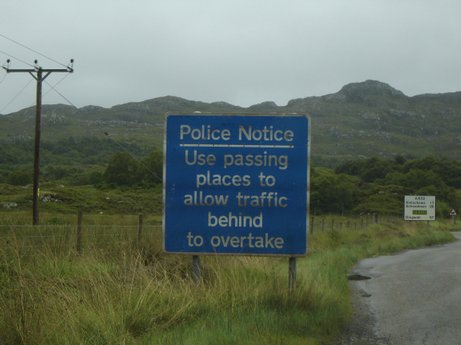 Police Notice
Use passing
places to
allow traffic
behind
to overtake